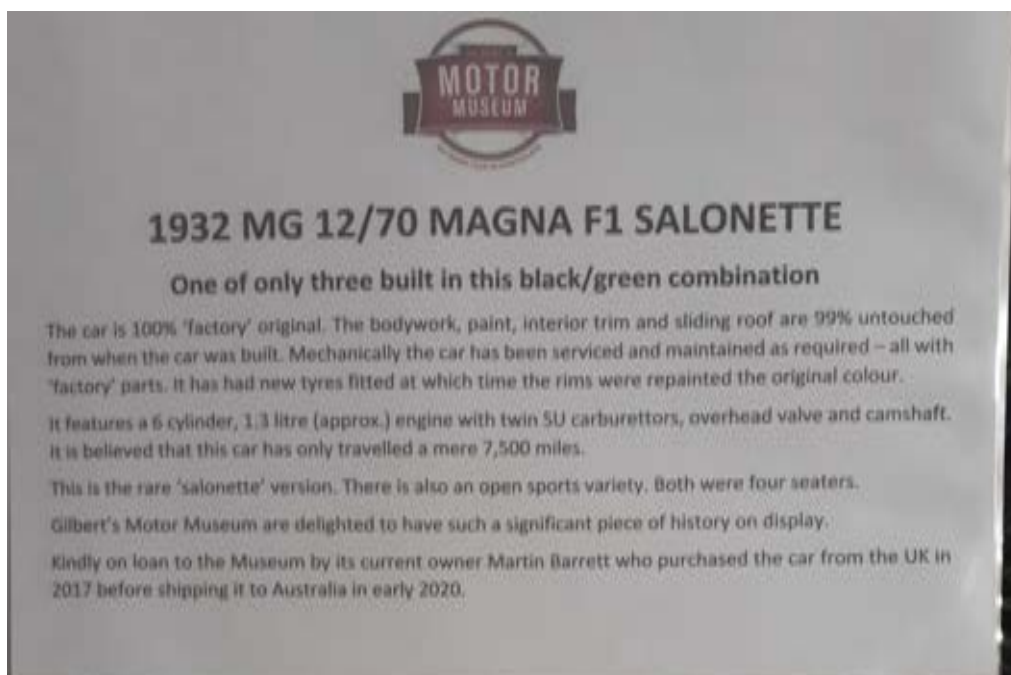 MOTOR
MUSEUM
1932 MG 12/70 MAGNA F1 SALONETTE
One of only three built in this black/green combination
The car is 100% 'factory' original. The bodywork, paint, interior trim and sliding roof are 99% untouched
from when the car was built. Mechanically the car has been serviced and maintained as required – all with
'factory' parts. It has had new tyres fitted at which time the rims were repainted the original colour.
It features a 6 cylinder, 1.3 litre (approx.) engine with twin SU carburettors, overhead valve and camshaft.
It is believed that this car has only travelled a mere 7,500 miles.
This is the rare 'salonette' version. There is also an open sports variety. Both were four seaters.
Gilbert's Motor Museum are delighted to have such a significant piece of history on display.
Kindly on loan to the Museum by its current owner Martin Barrett who purchased the car from the UK in
2017 before shipping it to Australia in early 2020.